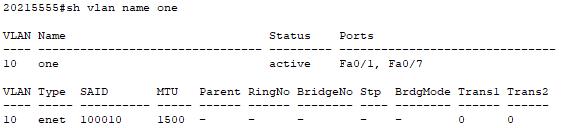 20215555#sh vlan name one
VLAN Name                             Status    Ports
---- -------------------------------- --------- -------------------------------
10   one                              active    Fa0/1, Fa0/7
VLAN Type  SAID       MTU   Parent RingNo BridgeNo Stp  BrdgMode Trans1 Trans2
---- ----- ---------- ----- ------ ------ -------- ---- -------- ------ ------
10   enet  100010     1500  -      -      -        -    -        0      0